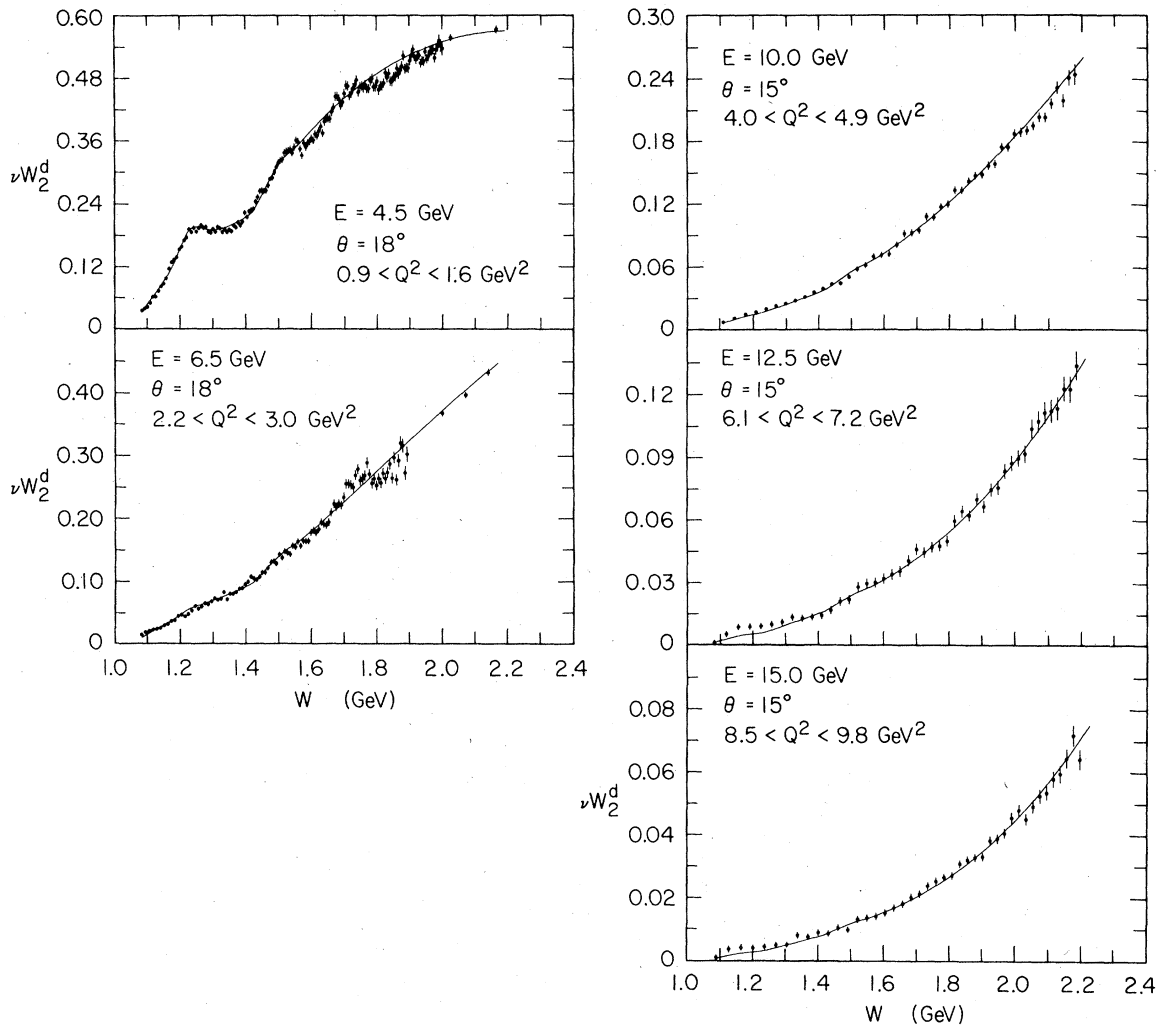 0.60
0.48
0.36
νW₂ᵈ
0.24
0.12
0
E = 4.5 GeV
θ = 18°
0.9 < Q² < 1.6 GeV²
E = 6.5 GeV
θ = 18°
2.2 < Q² < 3.0 GeV²
0.40
0.30
νW₂ᵈ
0.20
0.10
0
1.0 1.2 1.4 1.6 1.8 2.0 2.2 2.4
W (GeV)
0.30
0.24
0.18
0.12
0.06
0
E = 10.0 GeV
θ = 15°
4.0 < Q² < 4.9 GeV²
E = 12.5 GeV
θ = 15°
6.1 < Q² < 7.2 GeV²
0.12
0.09
0.06
0.03
0
E = 15.0 GeV
θ = 15°
8.5 < Q² < 9.8 GeV²
0.08
0.06
νW₂ᵈ
0.04
0.02
0
1.0 1.2 1.4 1.6 1.8 2.0 2.2 2.4
W (GeV)